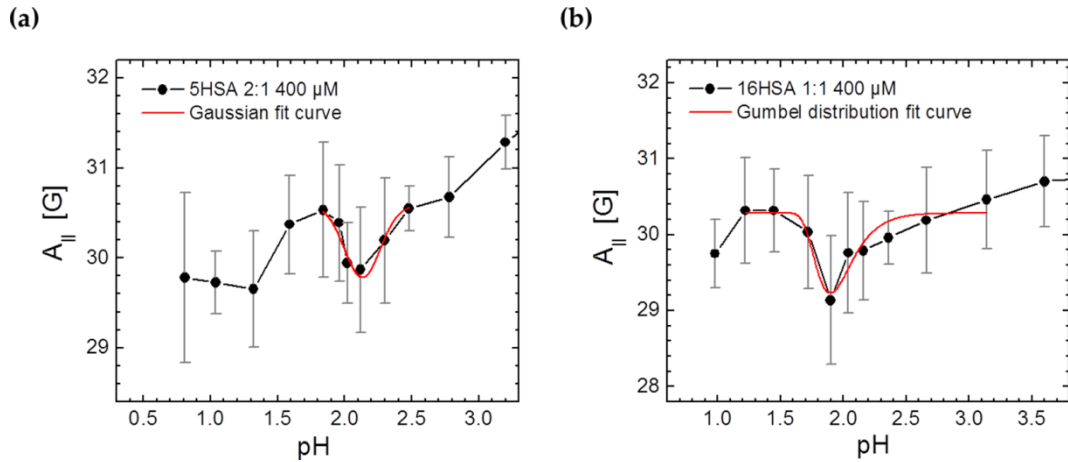 (a)
32
31
30
29
A|| [G]
5HSA 2:1 400 μM
Gaussian fit curve
0.5 1.0 1.5 2.0 2.5 3.0
pH
(b)
32
31
30
29
28
A|| [G]
16HSA 1:1 400 μM
Gumbel distribution fit curve
1.0 1.5 2.0 2.5 3.0 3.5
pH